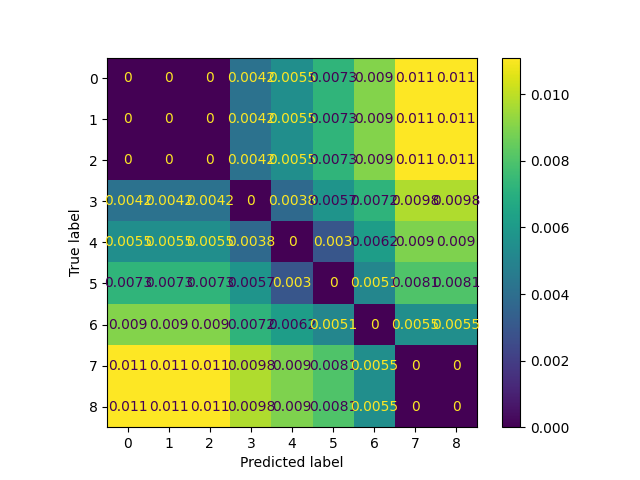 0 0 0 0 0.0042 0.0055 0.0073 0.009 0.011 0.011
1 0 0 0 0.0042 0.0055 0.0073 0.009 0.011 0.011
2 0 0 0 0.0042 0.0055 0.0073 0.009 0.011 0.011
3 0.0042 0.0042 0.0042 0 0.0038 0.0057 0.0072 0.0098 0.0098
4 0.0055 0.0055 0.0055 0.0038 0 0.003 0.0062 0.009 0.009
5 0.0073 0.0073 0.0073 0.0057 0.003 0 0.0051 0.0081 0.0081
6 0.009 0.009 0.009 0.0072 0.0062 0.0051 0 0.0055 0.0055
7 0.011 0.011 0.011 0.0098 0.009 0.0081 0.0055 0 0
8 0.011 0.011 0.011 0.0098 0.009 0.0081 0.0055 0 0
0 1 2 3 4 5 6 7 8
Predicted label
True label
0.010
0.008
0.006
0.004
0.002
0.000